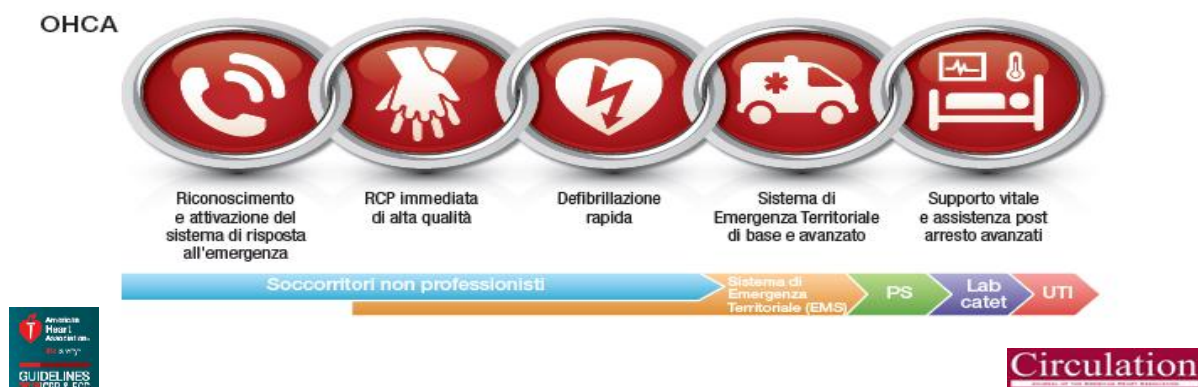 OHCA
Riconoscimento
e attivazione del
sistema di risposta
all'emergenza
RCP immediata
di alta qualità
Defibrillazione
rapida
Sistema di
Emergenza Territoriale
di base e avanzato
Supporto vitale
e assistenza post
arresto avanzati
Soccorritori non professionisti
Sistema di
Emergenza
Territoriale (EMS)
PS
Lab
catet
UTI
American
Heart
Association
GUIDELINES
Circulation